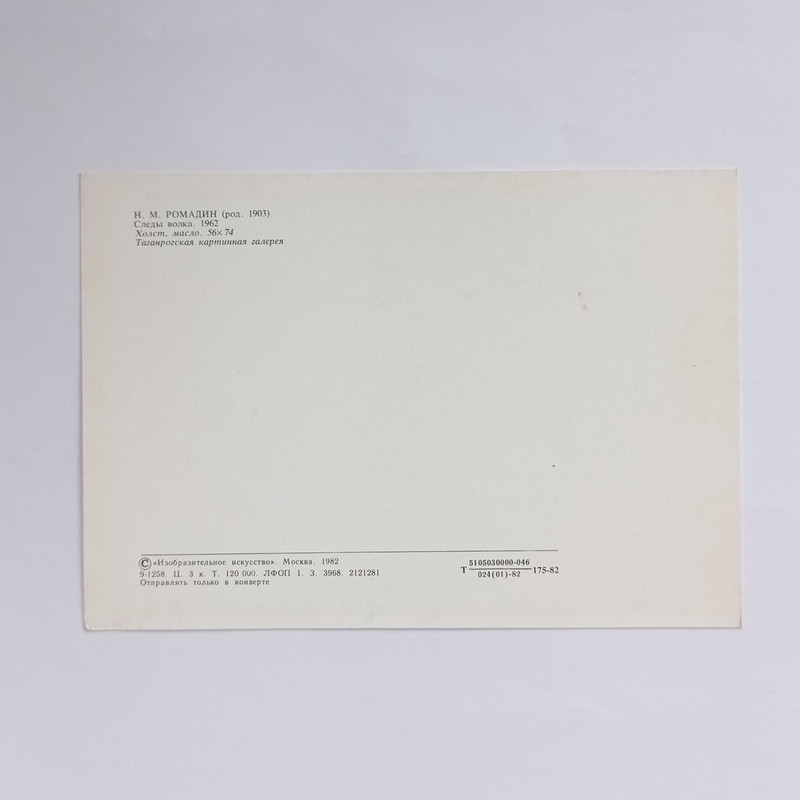 Н. М. РОМАДИН (род. 1903)
Следы волка. 1962
Холст, масло. 56×74
Таганрогская картинная галерея
© «Изобразительное искусство». Москва. 1982
9-1258. Ц. 3 к. Т. 120 000. ЛФОП 1. З. 3968. 2121281
Отправлять только в конверте
5105030000-046
Т 175-82
024(01)-82